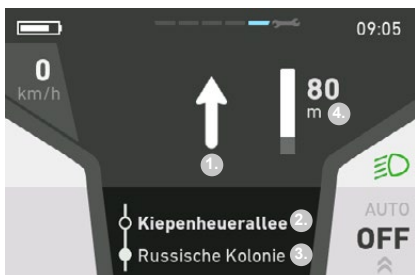 09:05
0
km/h
80
m 4.
1.
AUTO
OFF
Kiepenheuerallee 2.
Russische Kolonie 3.